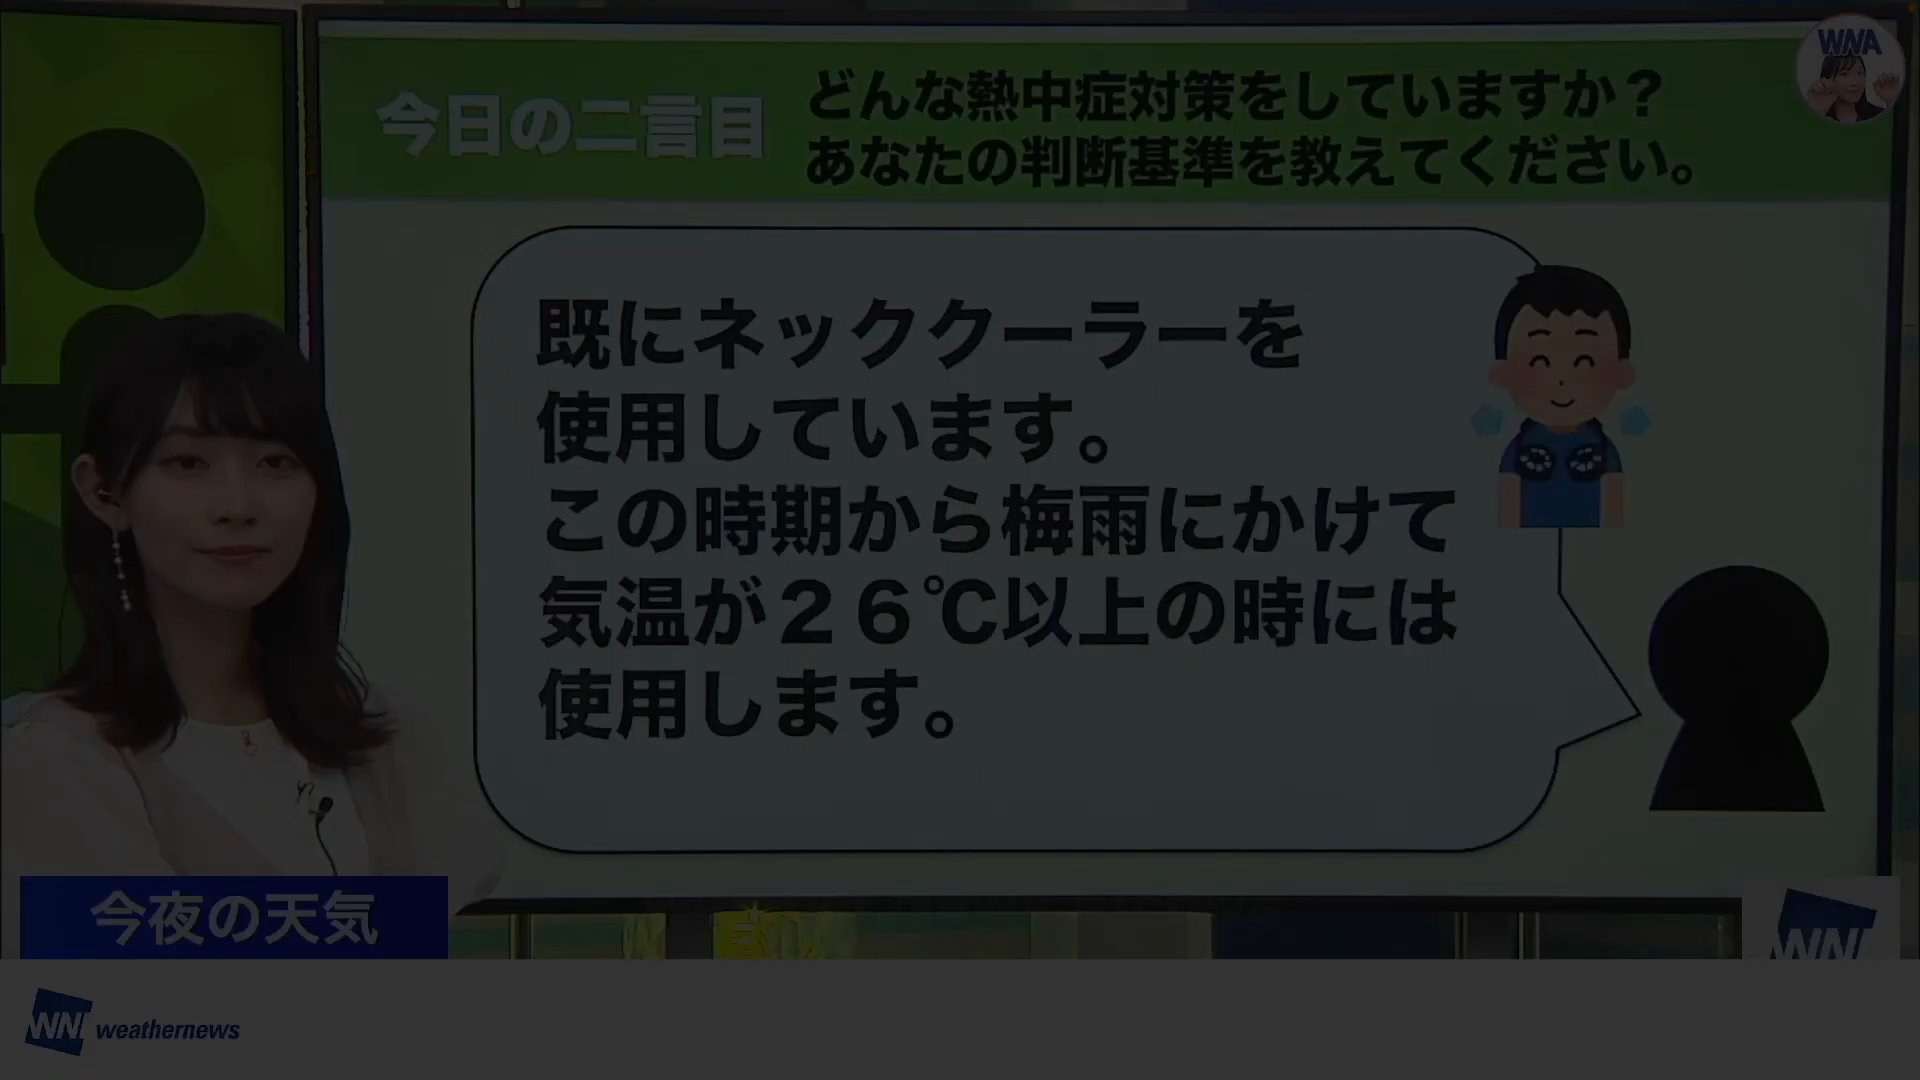 今日の二言目
どんな熱中症対策をしていますか？
あなたの判断基準を教えてください。
WNA
既にネッククーラーを
使用しています。
この時期から梅雨にかけて
気温が２６℃以上の時には
使用します。
今夜の天気
WNI
WNI weathernews